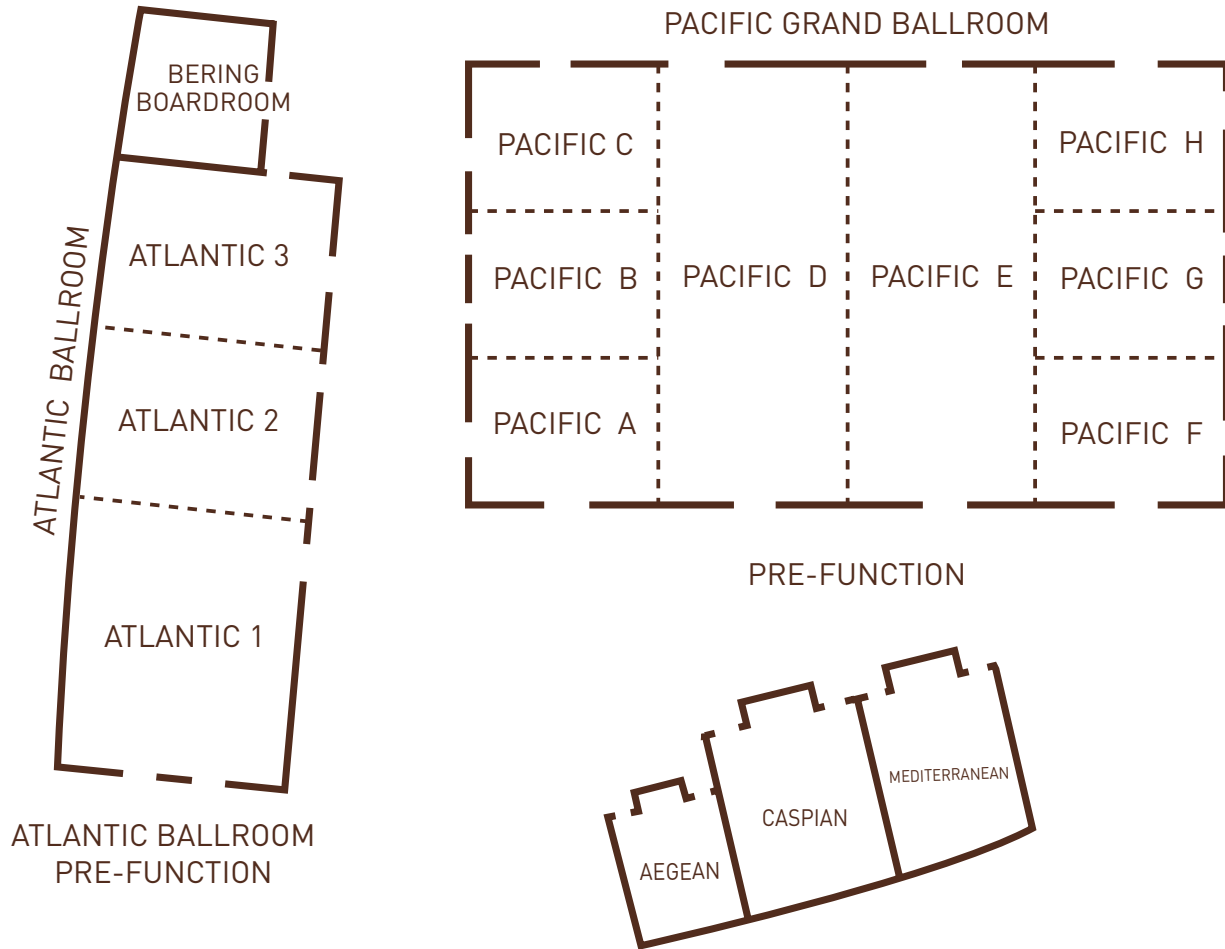 BERING
BOARDROOM
ATLANTIC 3
ATLANTIC BALLROOM
ATLANTIC 2
ATLANTIC 1
ATLANTIC BALLROOM
PRE-FUNCTION
PACIFIC GRAND BALLROOM
PACIFIC C
PACIFIC H
PACIFIC B
PACIFIC D
PACIFIC E
PACIFIC G
PACIFIC A
PACIFIC F
PRE-FUNCTION
AEGEAN
CASPIAN
MEDITERRANEAN